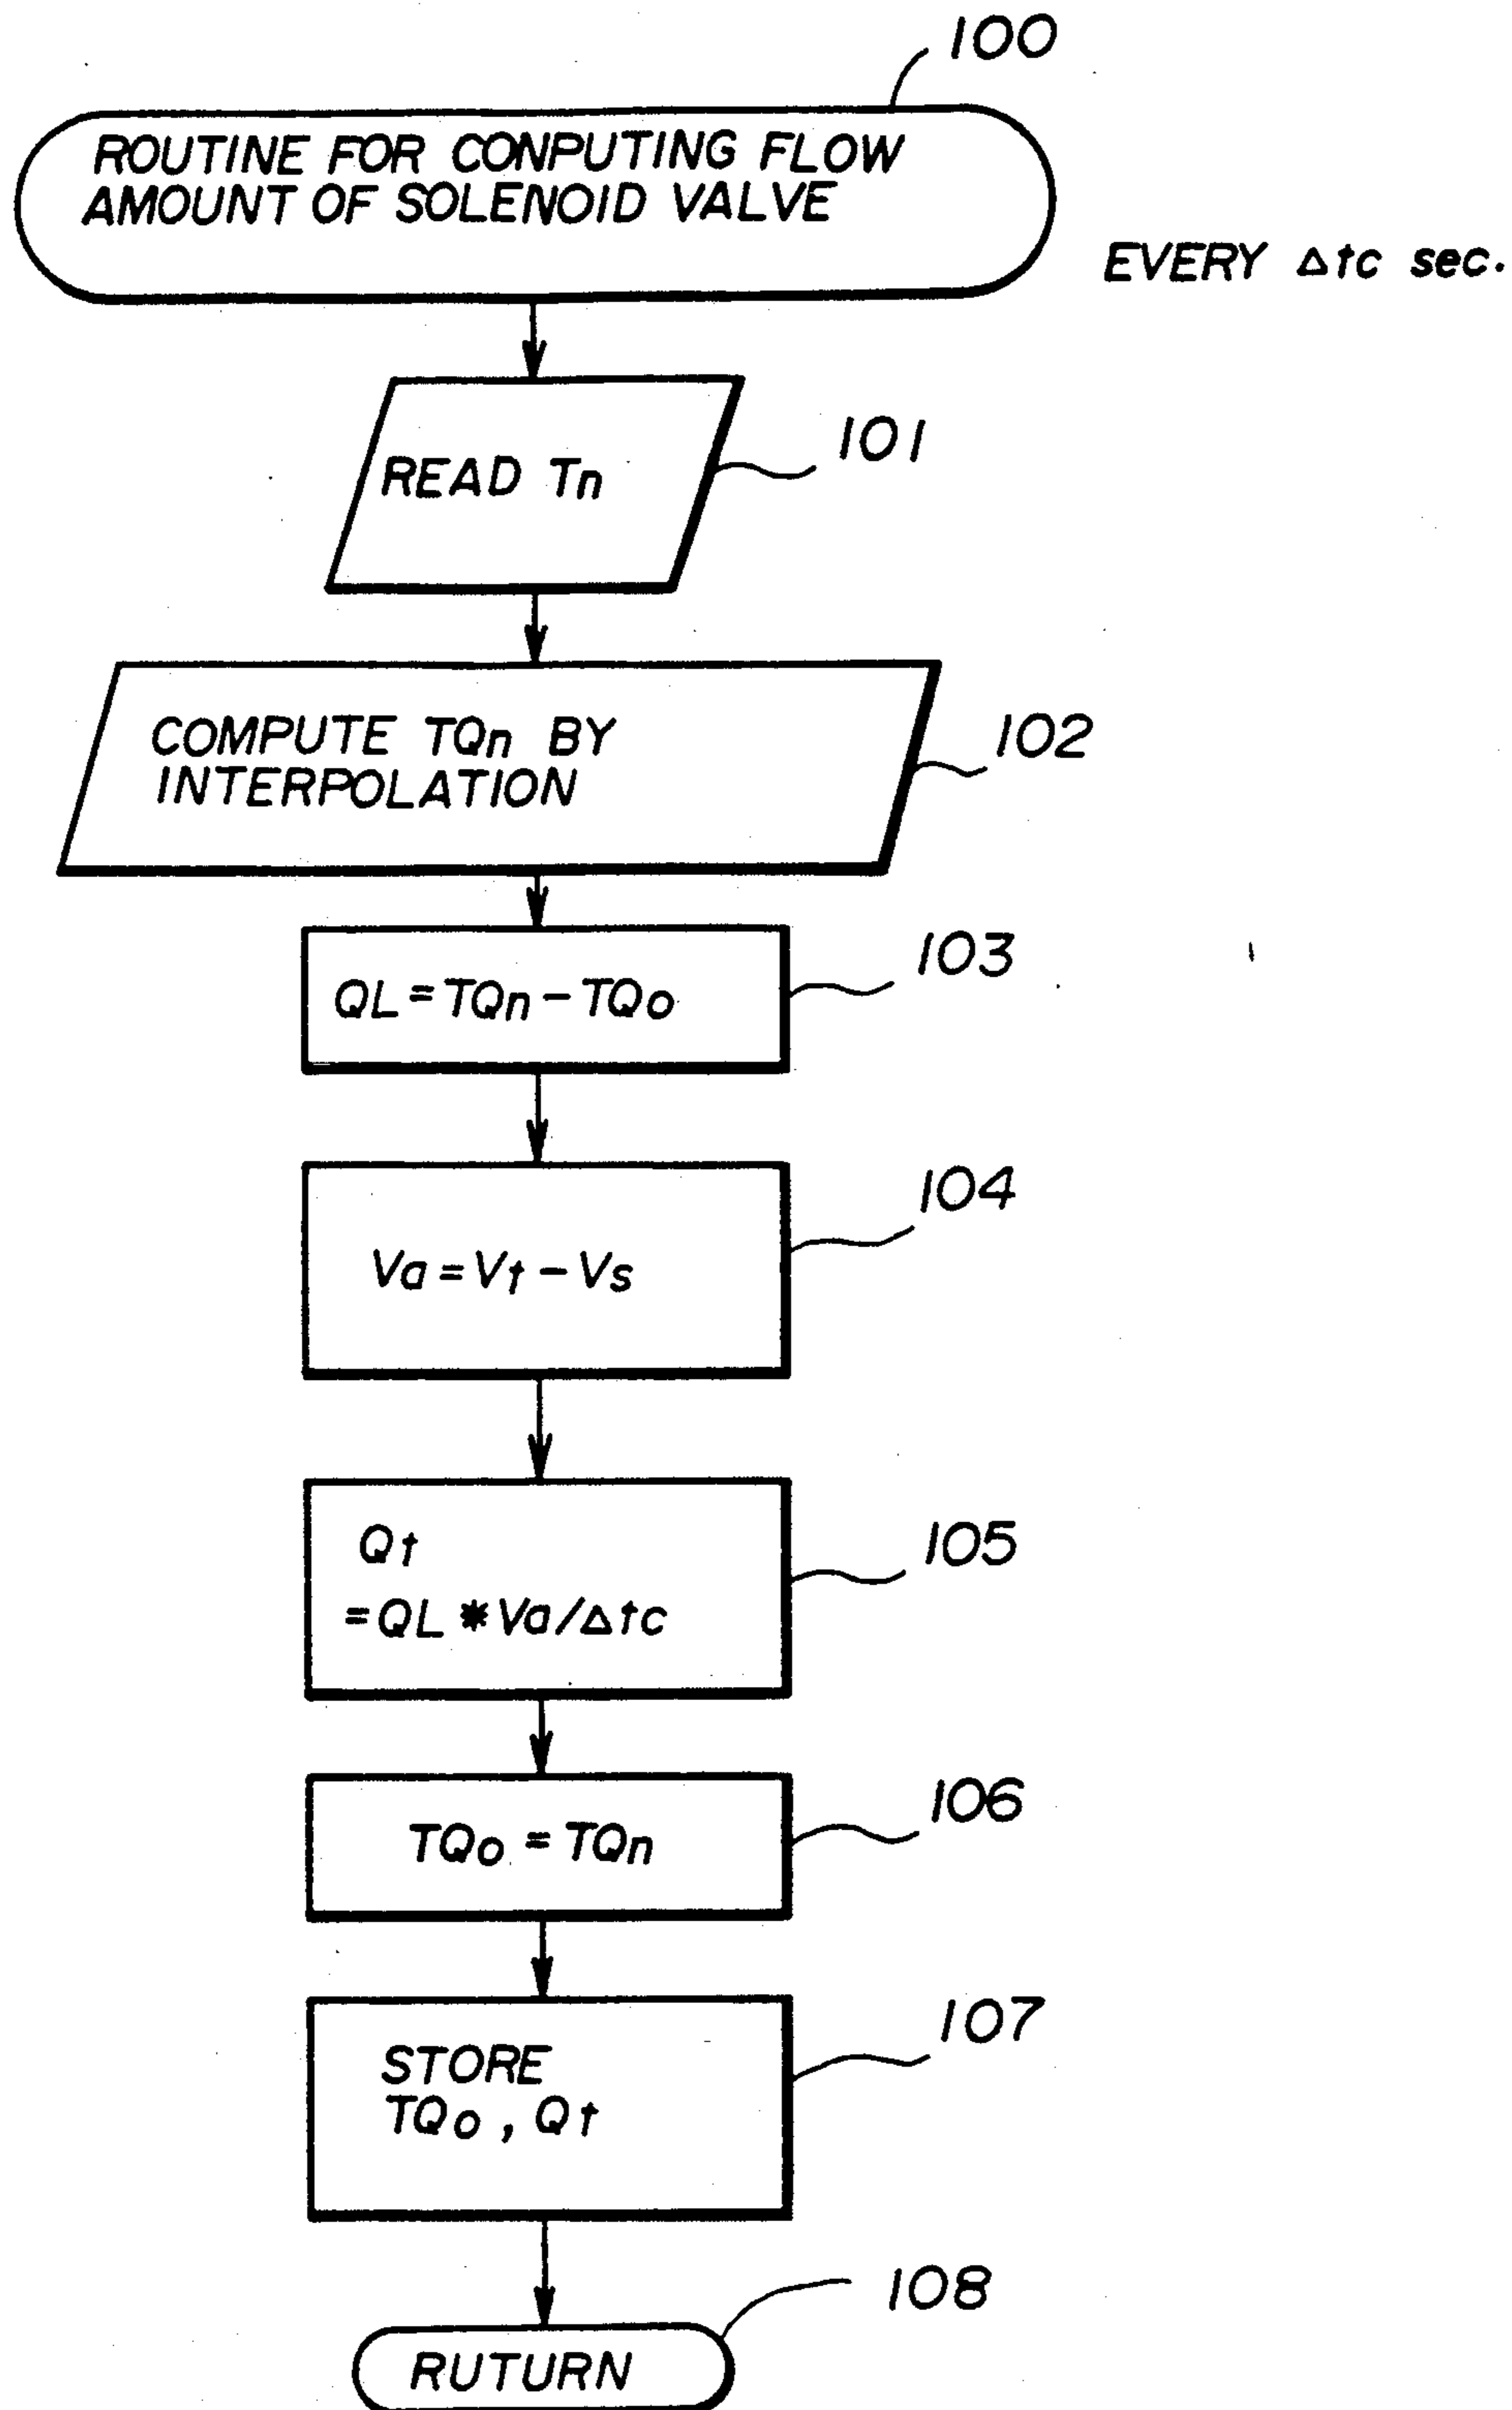 100
ROUTINE FOR CONPUTING FLOW
AMOUNT OF SOLENOID VALVE
EVERY Δtc sec.
READ Tn
101
COMPUTE TQn BY
INTERPOLATION
102
QL = TQn - TQo
103
Va = Vt - Vs
104
Qt
= QL * Va / Δtc
105
TQo = TQn
106
STORE
TQo , Qt
107
RUTURN
108